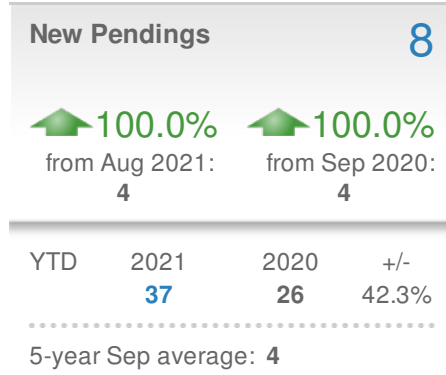 New Pendings 8
100.0% 100.0%
from Aug 2021: from Sep 2020:
4 4
YTD 2021 2020 +/-
37 26 42.3%
5-year Sep average: 4